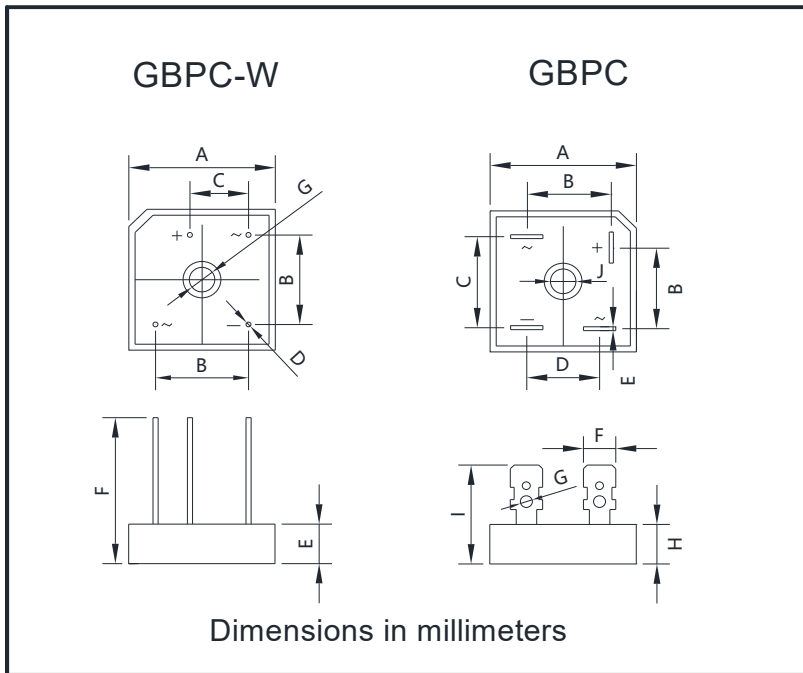 GBPC-W
GBPC
A
C
G
+
~
B
~
—
B
D
F
E
A
B
~
+
C
J
B
—
~
D
E
F
G
I
H
Dimensions in millimeters